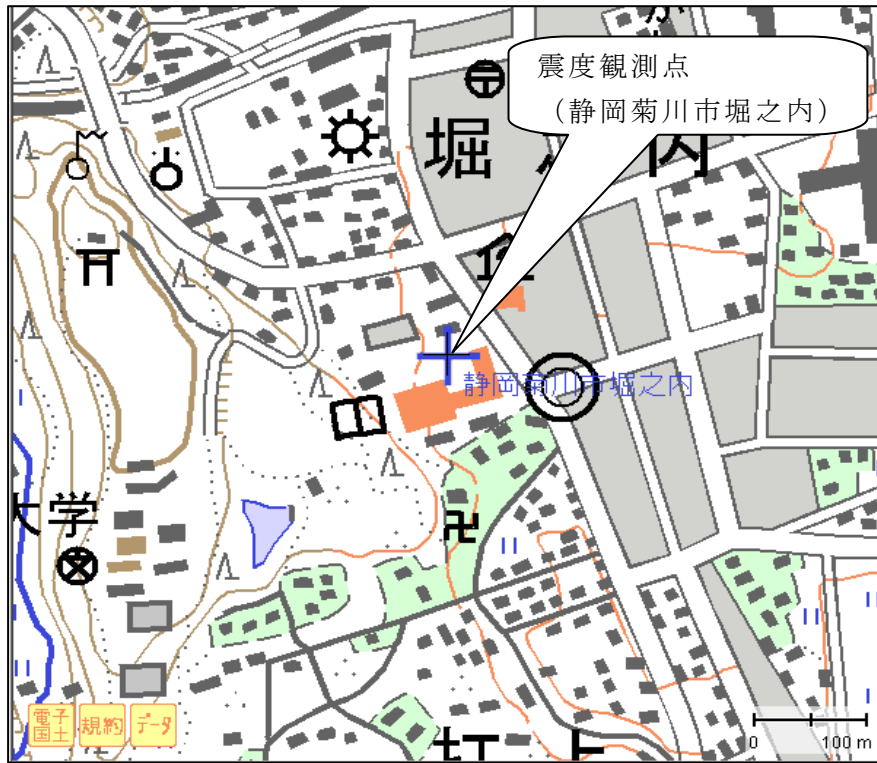 震度観測点
（静岡菊川市堀之内）
堀
内
静岡菊川市堀之内
大学
電子
国土
規約
データ
0
100 m